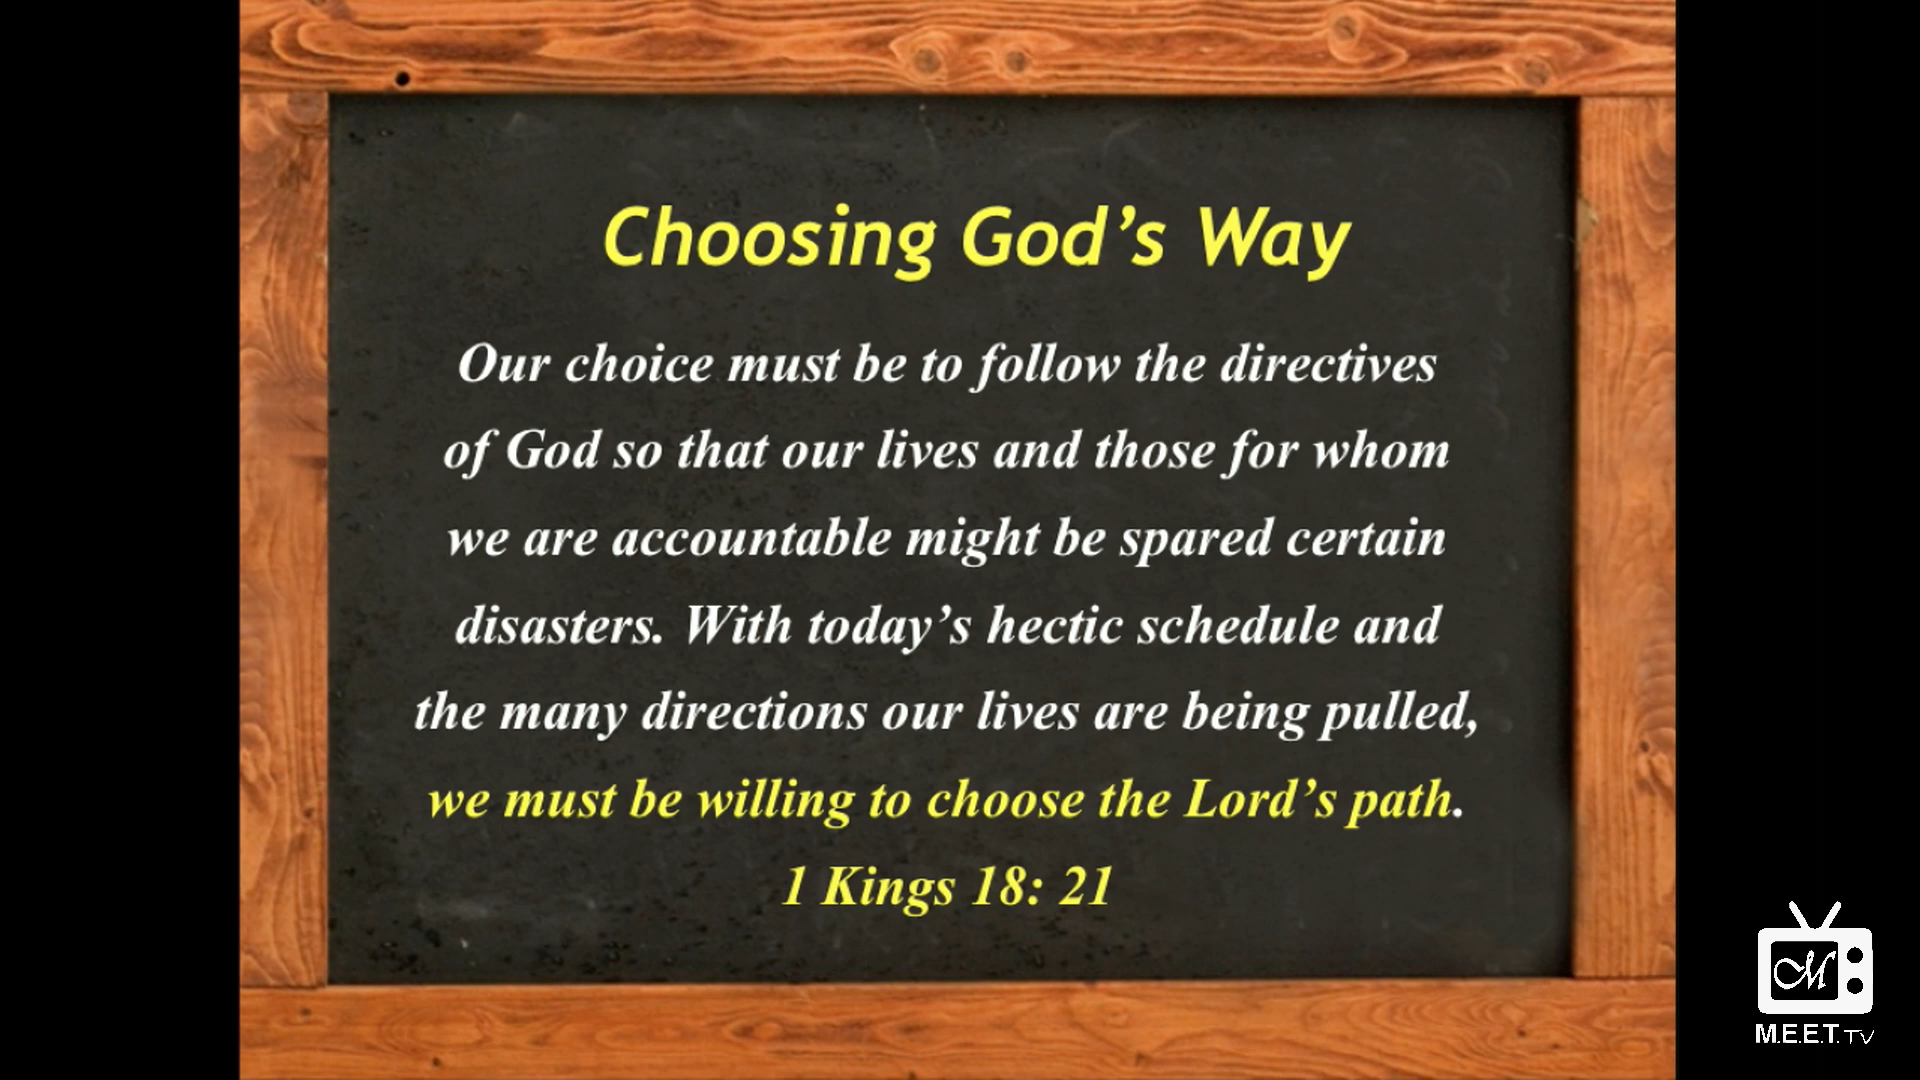 Choosing God’s Way
Our choice must be to follow the directives
of God so that our lives and those for whom
we are accountable might be spared certain
disasters. With today’s hectic schedule and
the many directions our lives are being pulled,
we must be willing to choose the Lord’s path.
1 Kings 18: 21
M
M.E.E.T.TV